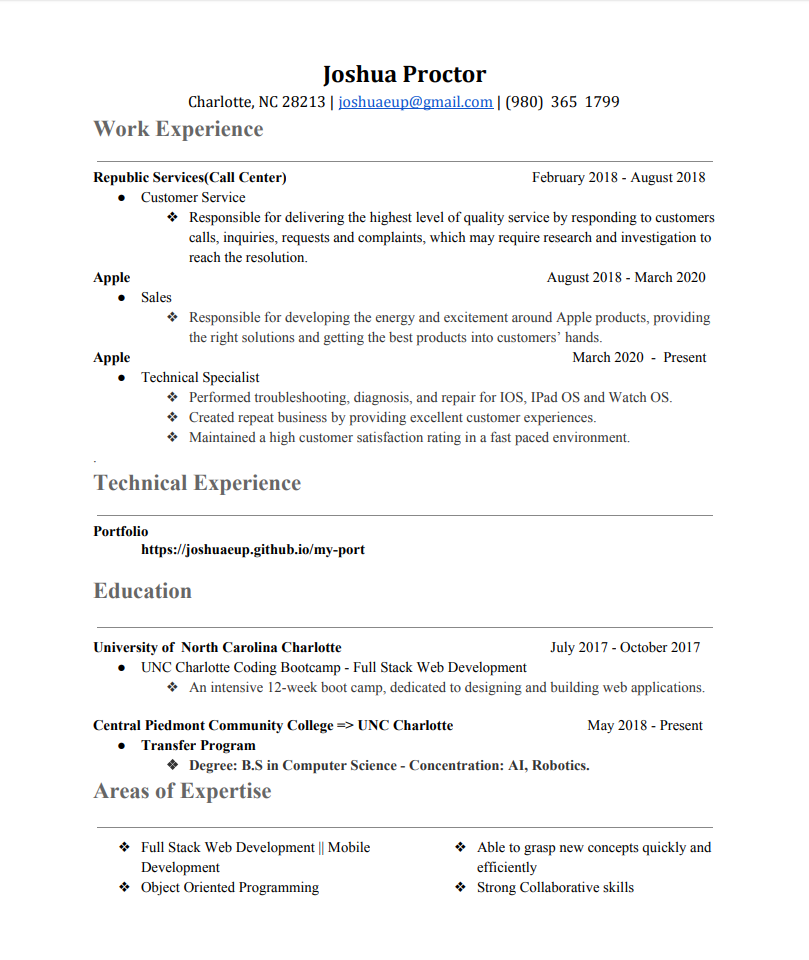 Joshua Proctor
Charlotte, NC 28213 | joshuaeup@gmail.com | (980) 365 1799
Work Experience
Republic Services(Call Center) February 2018 - August 2018
● Customer Service
❖ Responsible for delivering the highest level of quality service by responding to customers
calls, inquiries, requests and complaints, which may require research and investigation to
reach the resolution.
Apple August 2018 - March 2020
● Sales
❖ Responsible for developing the energy and excitement around Apple products, providing
the right solutions and getting the best products into customers’ hands.
Apple March 2020 - Present
● Technical Specialist
❖ Performed troubleshooting, diagnosis, and repair for IOS, IPad OS and Watch OS.
❖ Created repeat business by providing excellent customer experiences.
❖ Maintained a high customer satisfaction rating in a fast paced environment.
.
Technical Experience
Portfolio
https://joshuaeup.github.io/my-port
Education
University of North Carolina Charlotte July 2017 - October 2017
● UNC Charlotte Coding Bootcamp - Full Stack Web Development
❖ An intensive 12-week boot camp, dedicated to designing and building web applications.
Central Piedmont Community College => UNC Charlotte May 2018 - Present
● Transfer Program
❖ Degree: B.S in Computer Science - Concentration: AI, Robotics.
Areas of Expertise
❖ Full Stack Web Development || Mobile
Development
❖ Object Oriented Programming
❖ Able to grasp new concepts quickly and
efficiently
❖ Strong Collaborative skills